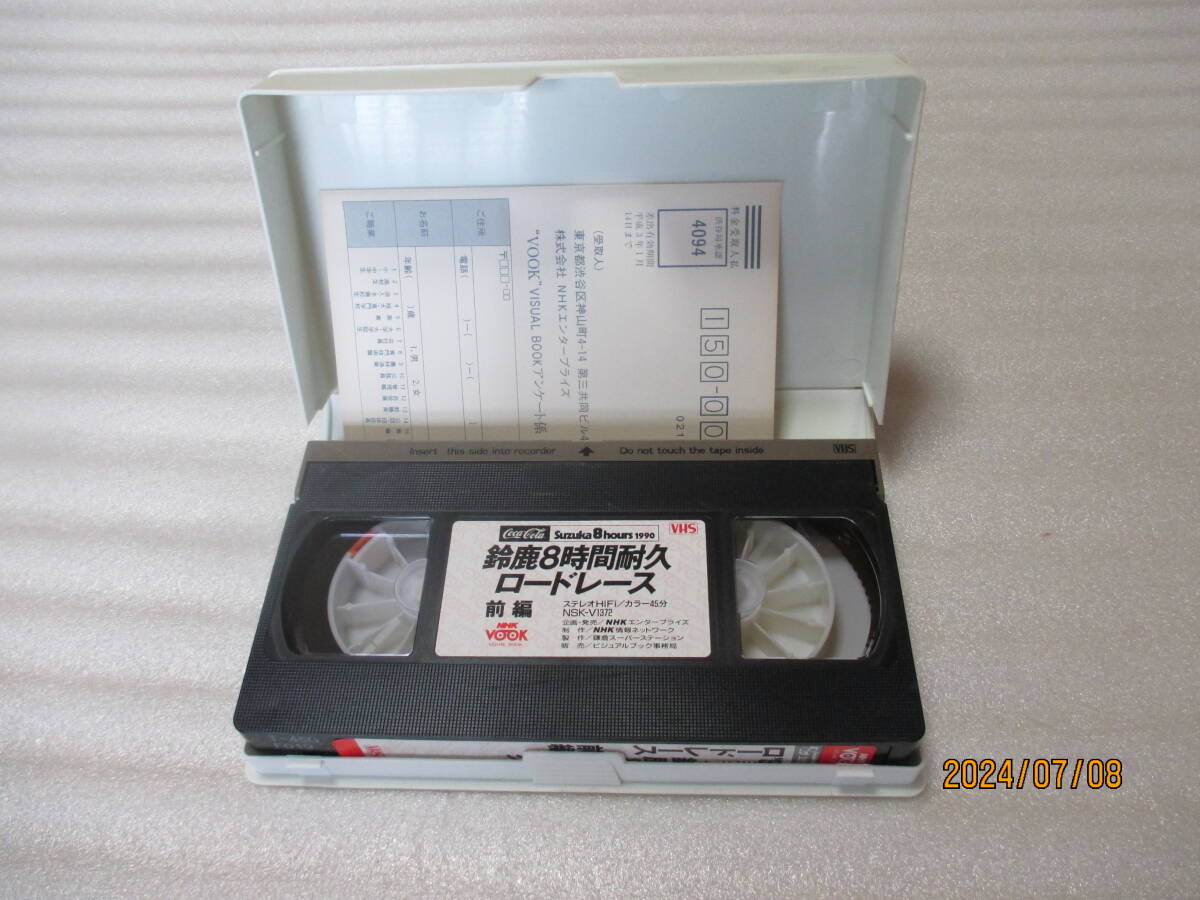 料金受取人払
渋谷局承認
4094
差出有効期間
平成3年1月
14日まで
150-00
021
(受取人)
東京都渋谷区神山町4-14 第三共同ビル4
株式会社 NHKエンタープライズ
"VOOK" VISUAL BOOKアンケート係
ご住所
〒□□□-□□
電話( )ー( )ー( )
お名前
年齢( )歳 1.男 2.女
ご職業
Insert this side into recorder
Do not touch the tape inside
VHS
Coca-Cola Suzuka 8hours 1990
VHS
鈴鹿8時間耐久
ロードレース
前編
ステレオHiFi/カラー45分
NSK-V1372
企画・発売/NHKエンタープライズ
制 作/NHK情報ネットワーク
製 作/鎌倉スーパーステーション
販 売/ビジュアルブック事務局
NHK
VOOK
VISUAL BOOK
ロードレース
前編
2024/07/08